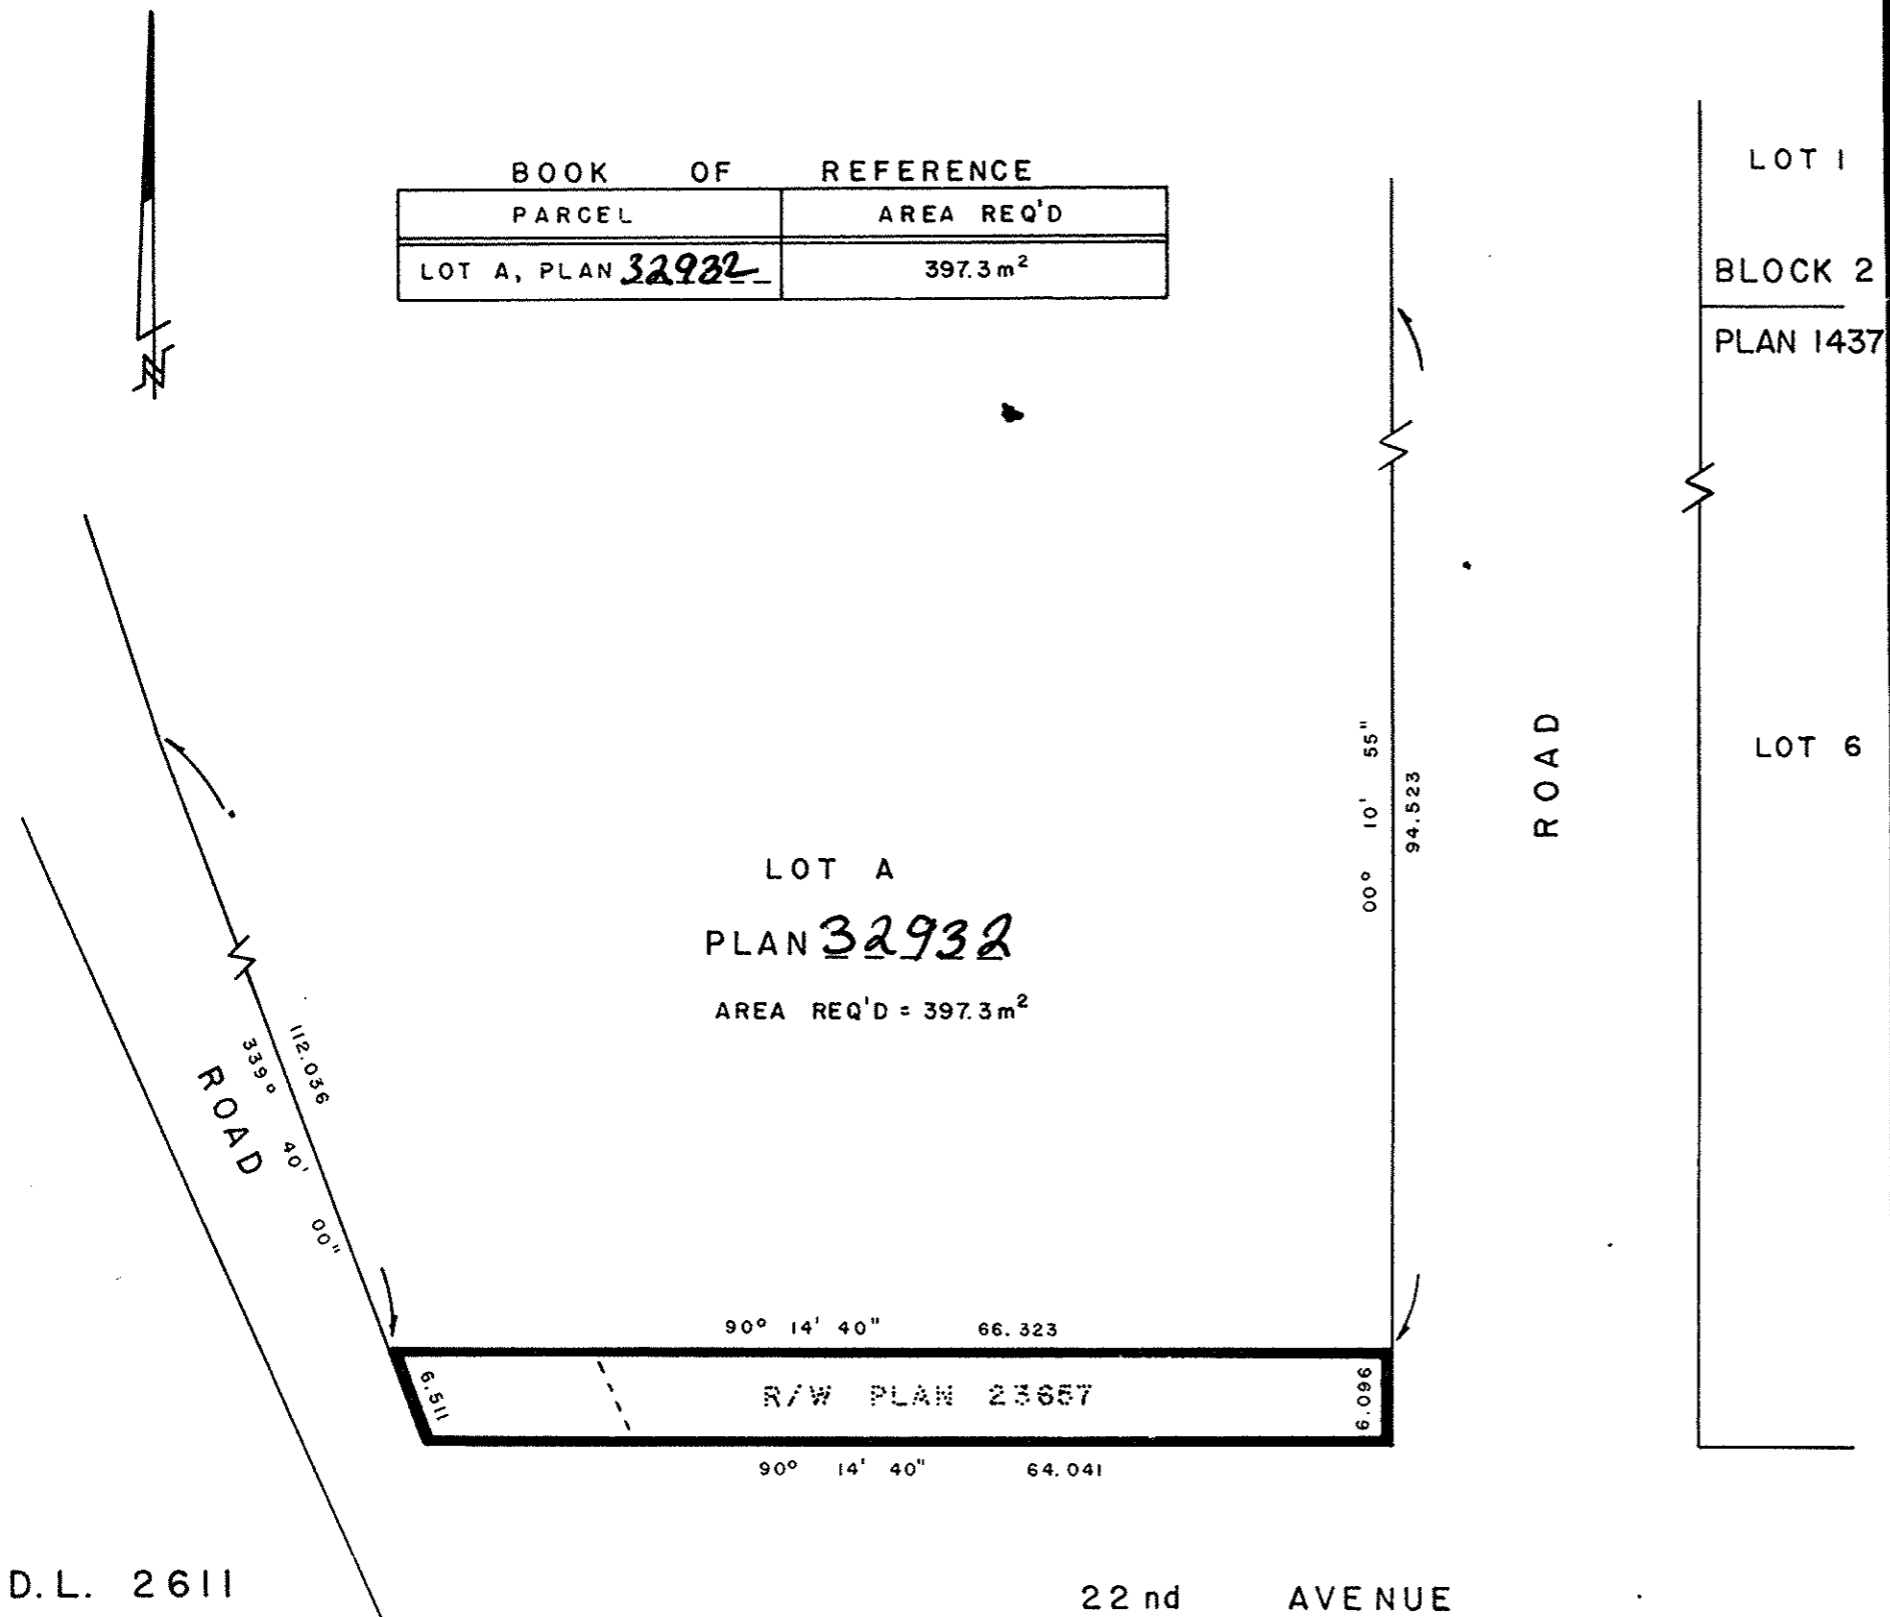 BOOK OF REFERENCE
PARCEL AREA REQ'D
LOT A, PLAN 32932 397.3 m²
N
LOT 1
BLOCK 2
PLAN 1437
LOT 6
ROAD
00° 10' 55"
94.523
LOT A
PLAN 32932
AREA REQ'D = 397.3 m²
112.036
339° 40' 00"
ROAD
90° 14' 40" 66.323
6.511
R/W PLAN 23657
6.096
90° 14' 40" 64.041
D.L. 2611
22nd AVENUE